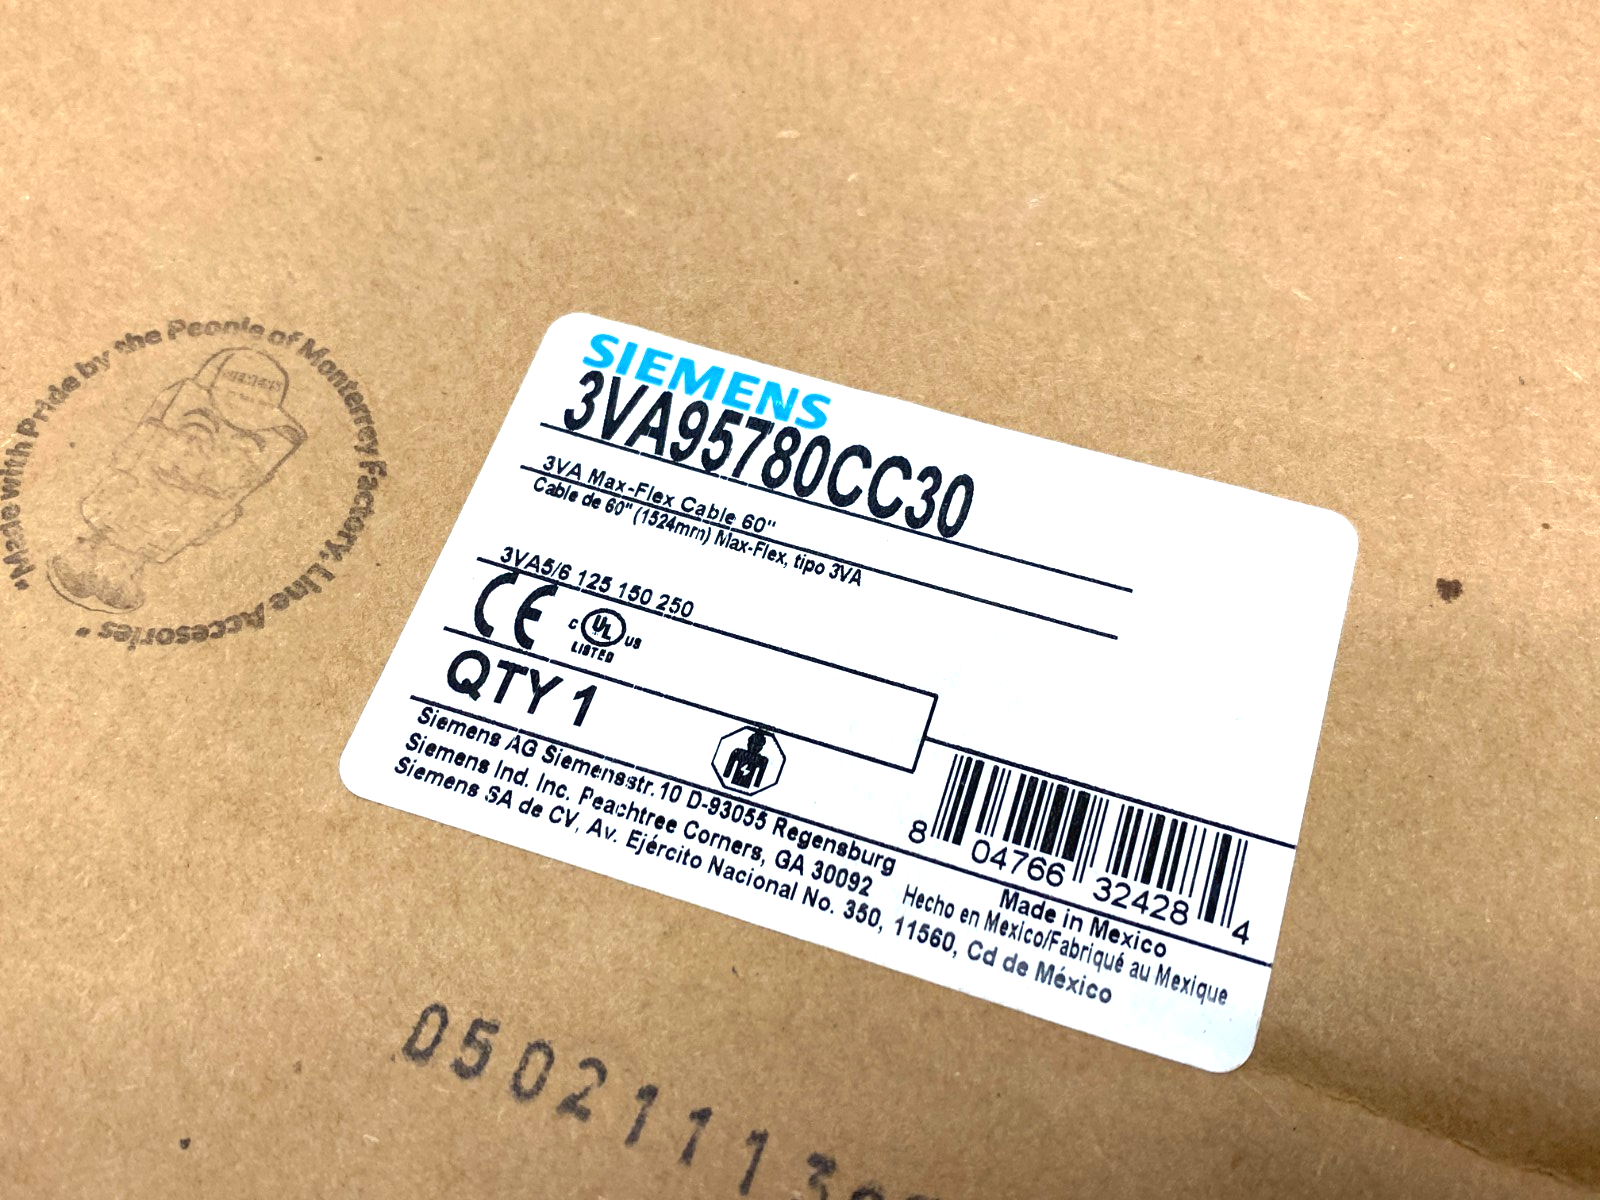 "Made with Pride by the People of Monterrey Factory, Line Accesories"
SIEMENS
SIEMENS
3VA95780CC30
3VA Max-Flex Cable 60"
Cable de 60" (1524mm) Max-Flex, tipo 3VA
3VA5/6 125 150 250
CE
C UL US
LISTED
QTY 1
Siemens AG Siemensstr.10 D-93055 Regensburg
Siemens Ind. Inc. Peachtree Corners, GA 30092
Siemens SA de CV, Av. Ejército Nacional No. 350, 11560, Cd de México
8 04766 32428 4
Made in Mexico
Hecho en Mexico/Fabriqué au Mexique
0502111